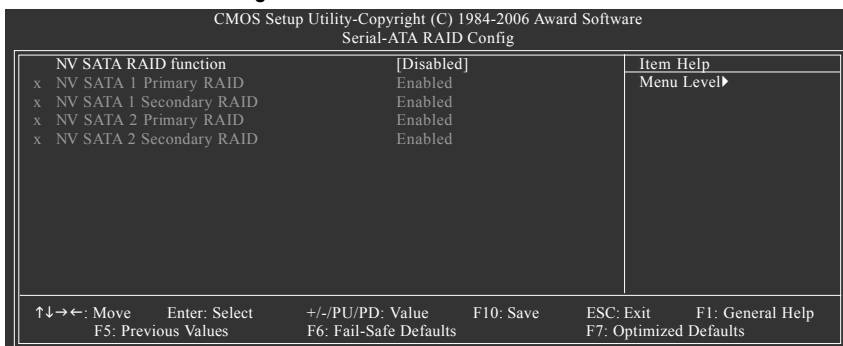 CMOS Setup Utility-Copyright (C) 1984-2006 Award Software
Serial-ATA RAID Config
NV SATA RAID function [Disabled] Item Help
x NV SATA 1 Primary RAID Enabled Menu Level▶
x NV SATA 1 Secondary RAID Enabled
x NV SATA 2 Primary RAID Enabled
x NV SATA 2 Secondary RAID Enabled
↑↓→←: Move Enter: Select +/-/PU/PD: Value F10: Save ESC: Exit F1: General Help
F5: Previous Values F6: Fail-Safe Defaults F7: Optimized Defaults